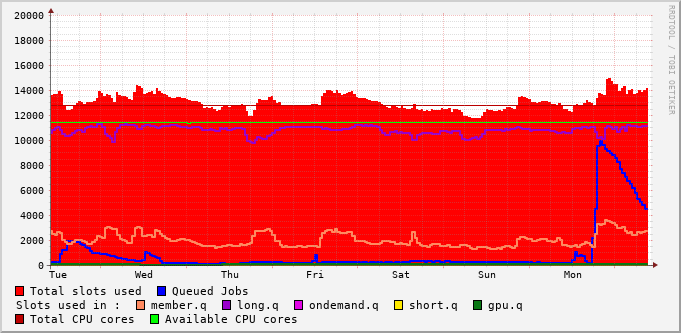 20000
18000
16000
14000
12000
10000
8000
6000
4000
2000
0
Tue Wed Thu Fri Sat Sun Mon
Total slots used Queued Jobs
Slots used in : member.q long.q ondemand.q short.q gpu.q
Total CPU cores Available CPU cores
RRDTOOL / TOBI OETIKER